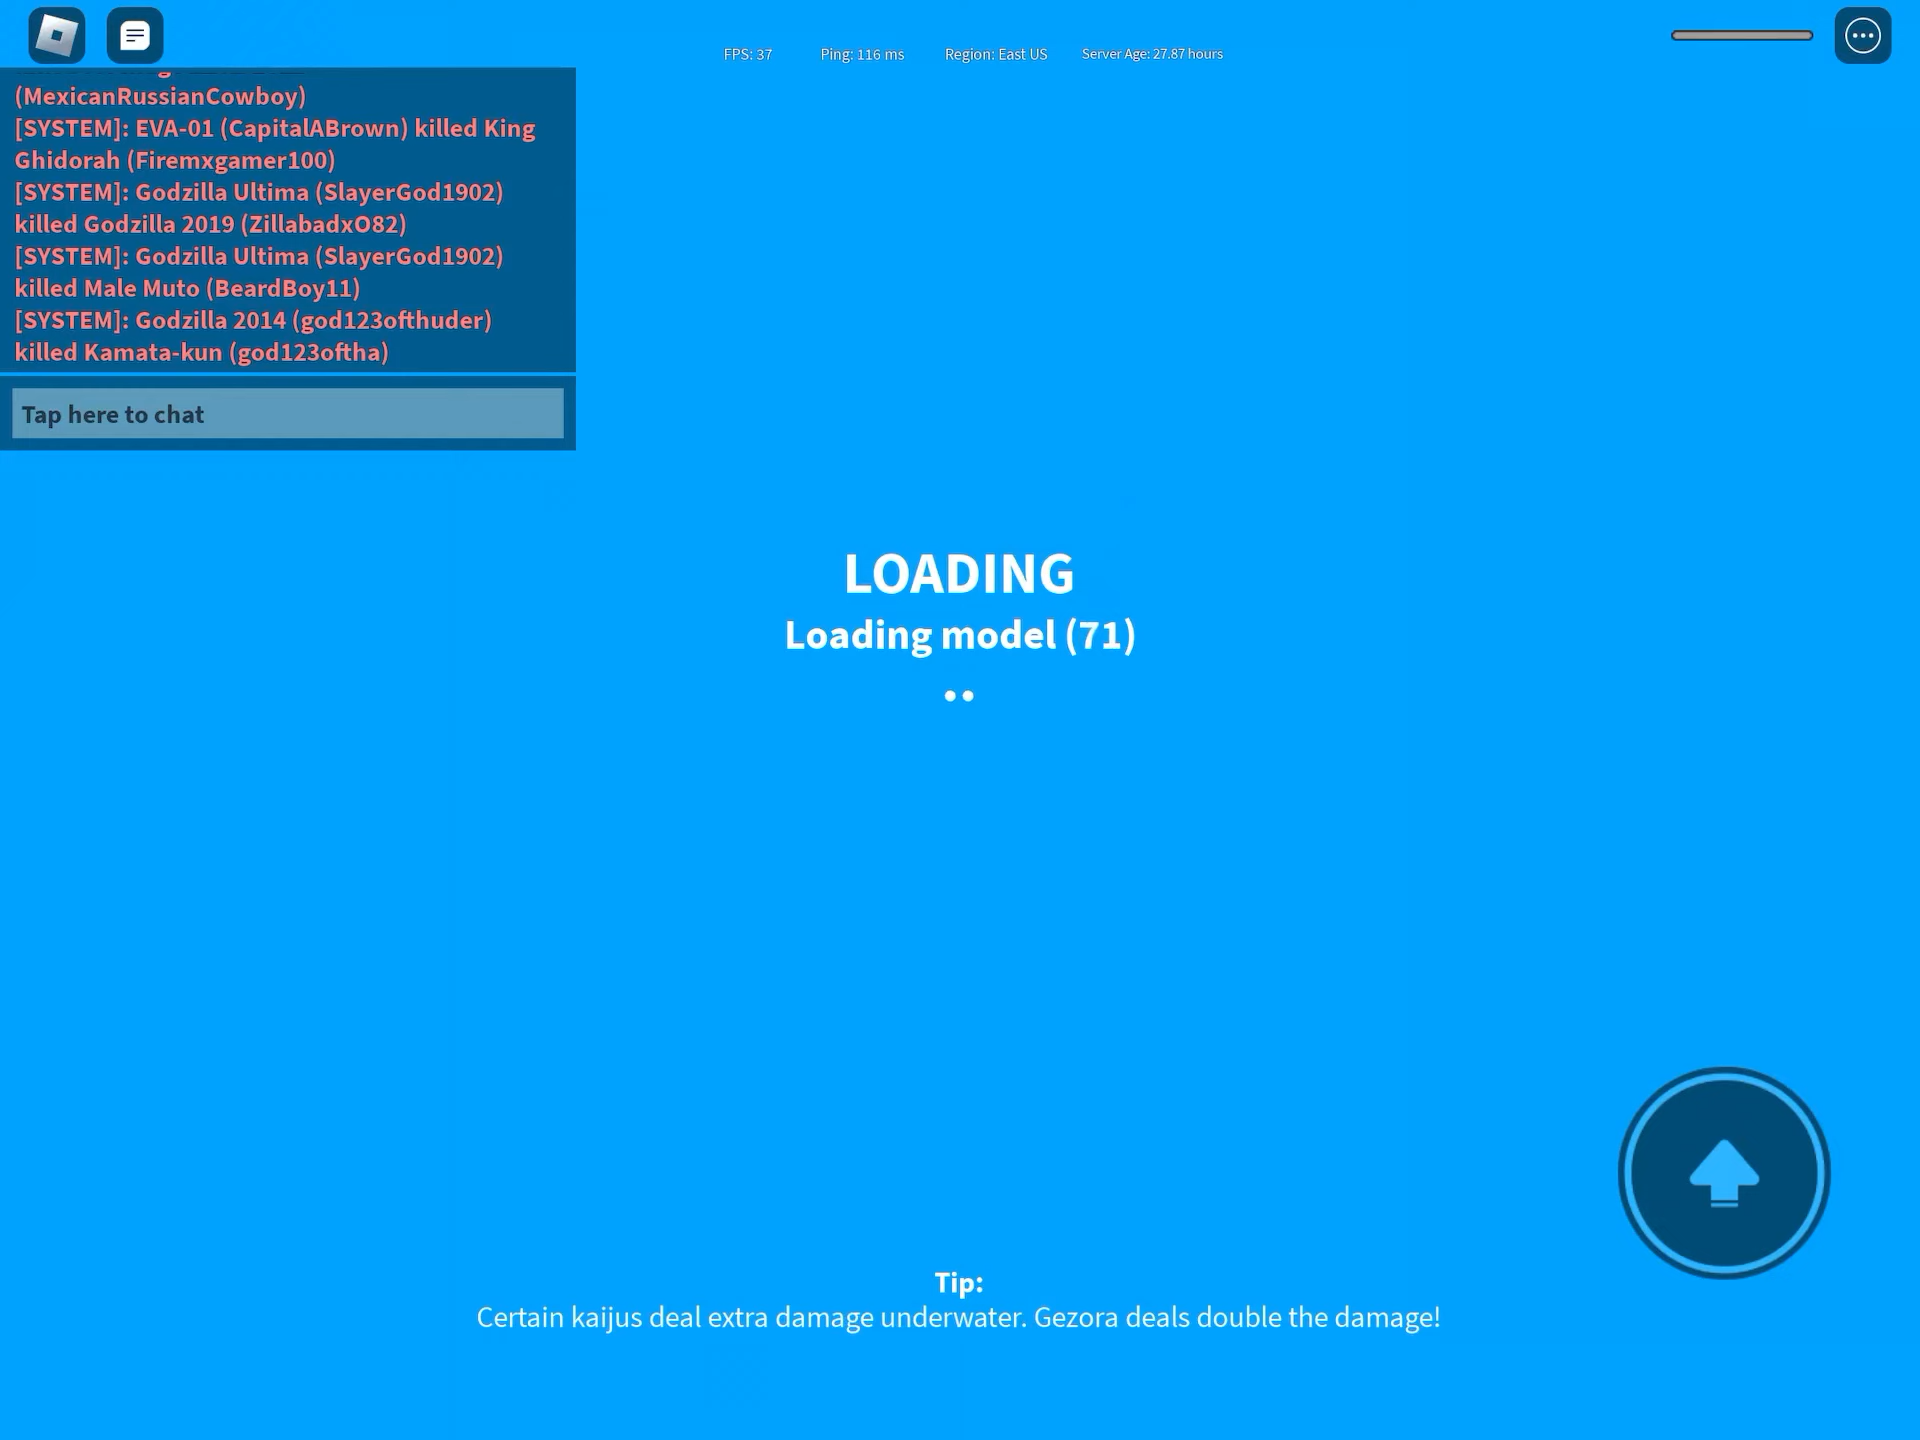 FPS: 37 Ping: 116 ms Region: East US Server Age: 27.87 hours
(MexicanRussianCowboy)
[SYSTEM]: EVA-01 (CapitalABrown) killed King
Ghidorah (Firemxgamer100)
[SYSTEM]: Godzilla Ultima (SlayerGod1902)
killed Godzilla 2019 (ZillabadxO82)
[SYSTEM]: Godzilla Ultima (SlayerGod1902)
killed Male Muto (BeardBoy11)
[SYSTEM]: Godzilla 2014 (god123ofthuder)
killed Kamata-kun (god123oftha)
Tap here to chat
LOADING
Loading model (71)
Tip:
Certain kaijus deal extra damage underwater. Gezora deals double the damage!